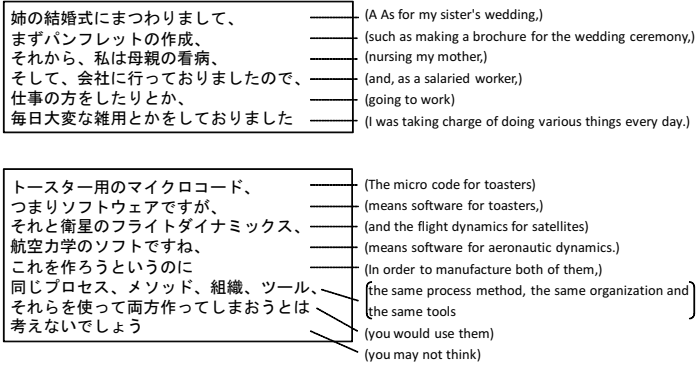 姉の結婚式にまつわりまして、
(A As for my sister's wedding,)
まずパンフレットの作成、
(such as making a brochure for the wedding ceremony,)
それから、私は母親の看病、
(nursing my mother,)
そして、会社に行っておりましたので、
(and, as a salaried worker,)
仕事の方をしたりとか、
(going to work)
毎日大変な雑用とかをしておりました
(I was taking charge of doing various things every day.)
トースター用のマイクロコード、
(The micro code for toasters)
つまりソフトウェアですが、
(means software for toasters,)
それと衛星のフライトダイナミックス、
(and the flight dynamics for satellites)
航空力学のソフトですね、
(means software for aeronautic dynamics.)
これを作ろうというのに
(In order to manufacture both of them,)
同じプロセス、メソッド、組織、ツール、
the same process method, the same organization and
the same tools
それらを使って両方作ってしまおうとは
(you would use them)
考えないでしょう
(you may not think)